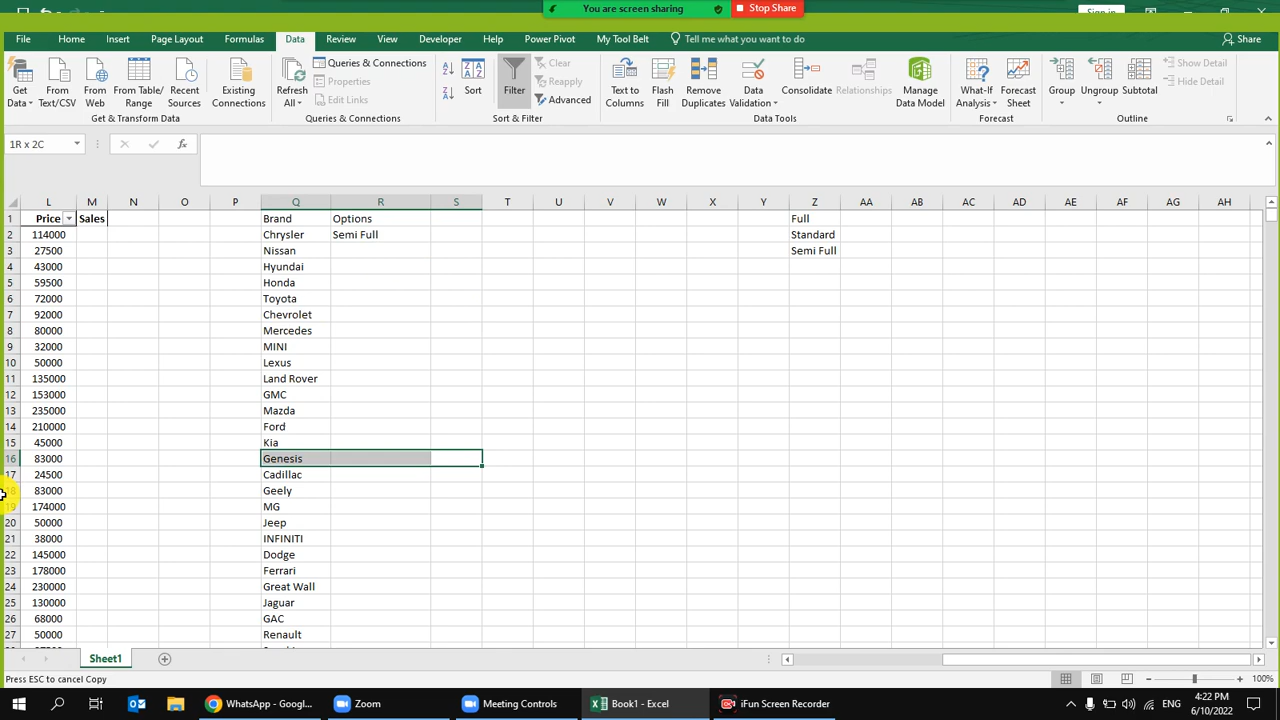 You are screen sharing
Stop Share
Sign in
File Home Insert Page Layout Formulas Data Review View Developer Help Power Pivot My Tool Belt Tell me what you want to do Share
Get Data From Text/CSV From Web From Table/ Range Recent Sources Existing Connections
Refresh All Queries & Connections Properties Edit Links
Sort Filter Clear Reapply Advanced
Text to Columns Flash Fill Remove Duplicates Data Validation Consolidate Relationships Manage Data Model
What-If Analysis Forecast Sheet Group Ungroup Subtotal Show Detail Hide Detail
Get & Transform Data Queries & Connections Sort & Filter Data Tools Forecast Outline
1R x 2C fx
L M N O P Q R S T U V W X Y Z AA AB AC AD AE AF AG AH
1 Price Sales Brand Options Full
2 114000 Chrysler Semi Full Standard
3 27500 Nissan Semi Full
4 43000 Hyundai
5 59500 Honda
6 72000 Toyota
7 92000 Chevrolet
8 80000 Mercedes
9 32000 MINI
10 50000 Lexus
11 135000 Land Rover
12 153000 GMC
13 235000 Mazda
14 210000 Ford
15 45000 Kia
16 83000 Genesis
17 24500 Cadillac
18 83000 Geely
19 174000 MG
20 50000 Jeep
21 38000 INFINITI
22 145000 Dodge
23 178000 Ferrari
24 230000 Great Wall
25 130000 Jaguar
26 68000 GAC
27 50000 Renault
Sheet1
Press ESC to cancel Copy 100%
WhatsApp - Googl... Zoom Meeting Controls Book1 - Excel iFun Screen Recorder ENG 4:22 PM
6/10/2022